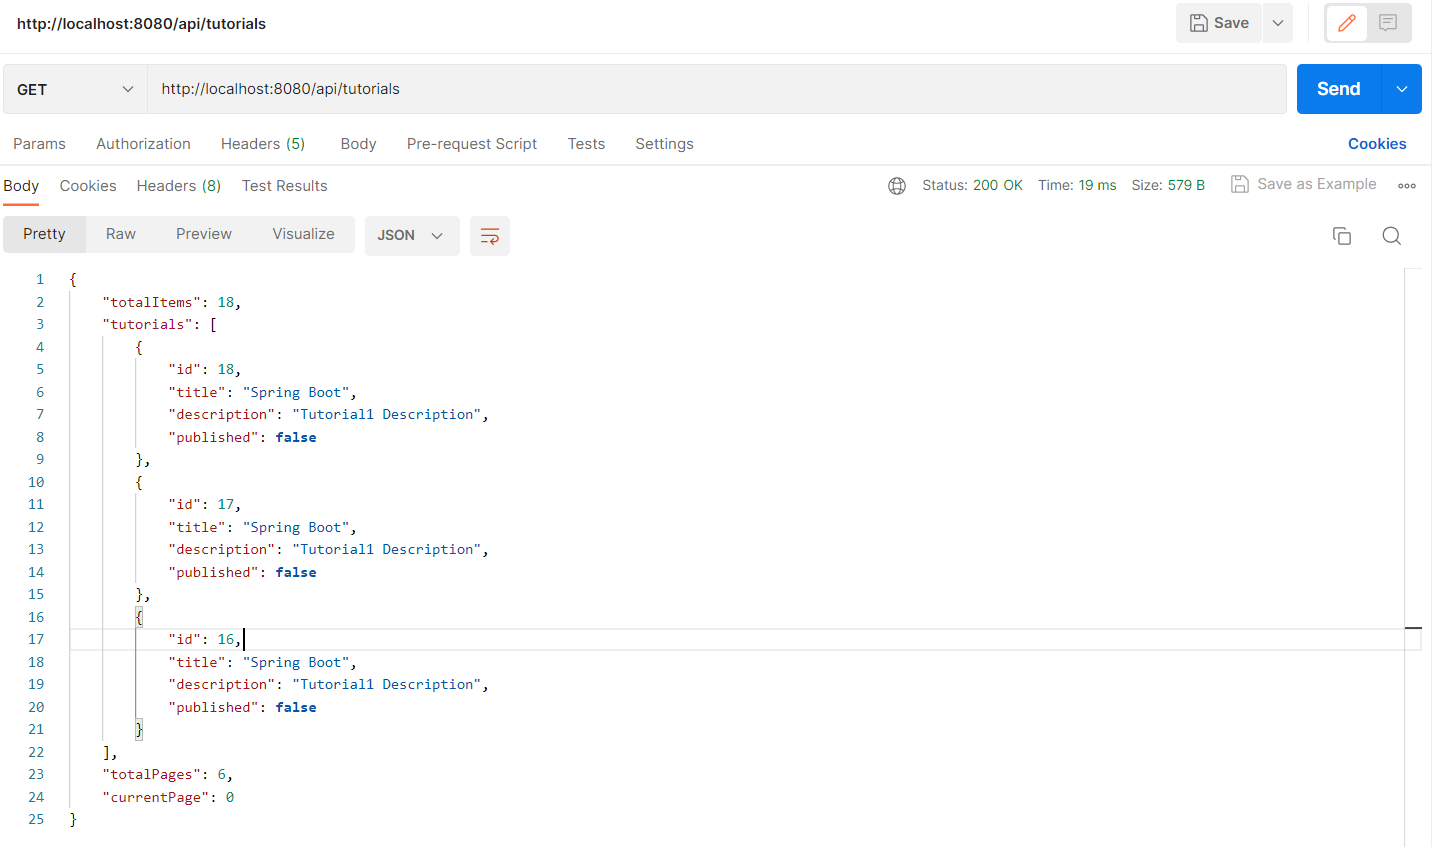 http://localhost:8080/api/tutorials
Save
GET
http://localhost:8080/api/tutorials
Send
Params Authorization Headers (5) Body Pre-request Script Tests Settings Cookies
Body Cookies Headers (8) Test Results Status: 200 OK Time: 19 ms Size: 579 B Save as Example
Pretty Raw Preview Visualize JSON
1 {
2 "totalItems": 18,
3 "tutorials": [
4 {
5 "id": 18,
6 "title": "Spring Boot",
7 "description": "Tutorial1 Description",
8 "published": false
9 },
10 {
11 "id": 17,
12 "title": "Spring Boot",
13 "description": "Tutorial1 Description",
14 "published": false
15 },
16 {
17 "id": 16,
18 "title": "Spring Boot",
19 "description": "Tutorial1 Description",
20 "published": false
21 }
22 ],
23 "totalPages": 6,
24 "currentPage": 0
25 }